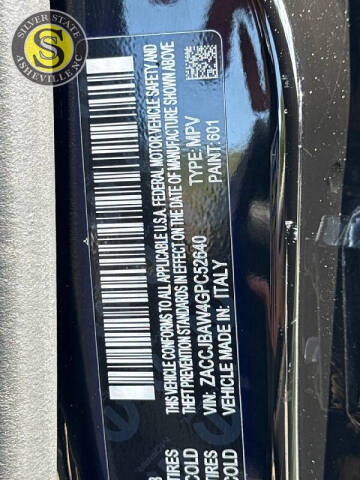 SILVER STATE
S
ASHEVILLE, NC
THIS VEHICLE CONFORMS TO ALL APPLICABLE U.S.A. FEDERAL MOTOR VEHICLE SAFETY AND
THEFT PREVENTION STANDARDS IN EFFECT ON THE DATE OF MANUFACTURE SHOWN ABOVE
VIN: ZACCJBAW4GPC52640 TYPE: MPV
VEHICLE MADE IN: ITALY PAINT: 601
TIRES
COLD
TIRES
COLD